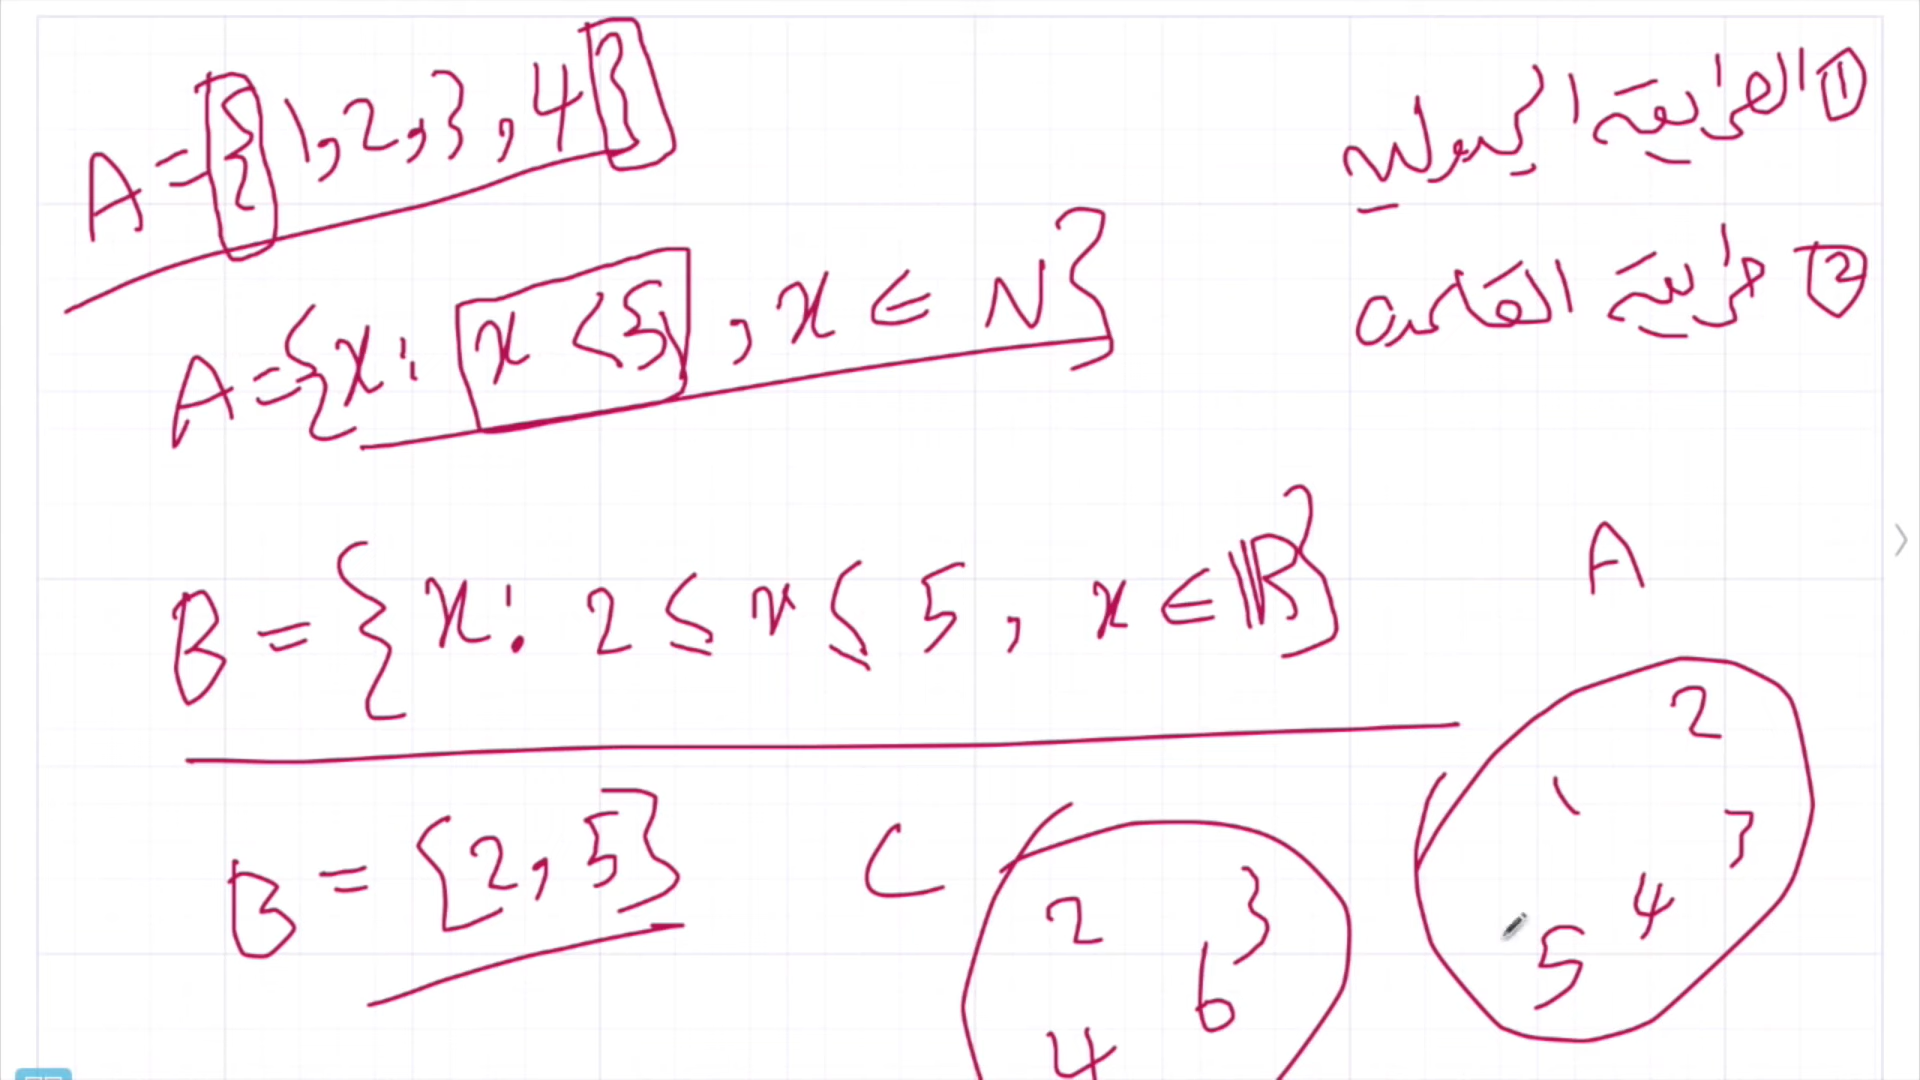 A = {1, 2, 3, 4}
① الطريقة الجدولية
A = {x: x < 5, x ∈ N}
② طريقة القاعدة
B = {x: 2 ≤ x ≤ 5, x ∈ ℝ}
B = {2, 5}
A
2
1
3
4
5
C
2 3
6
4